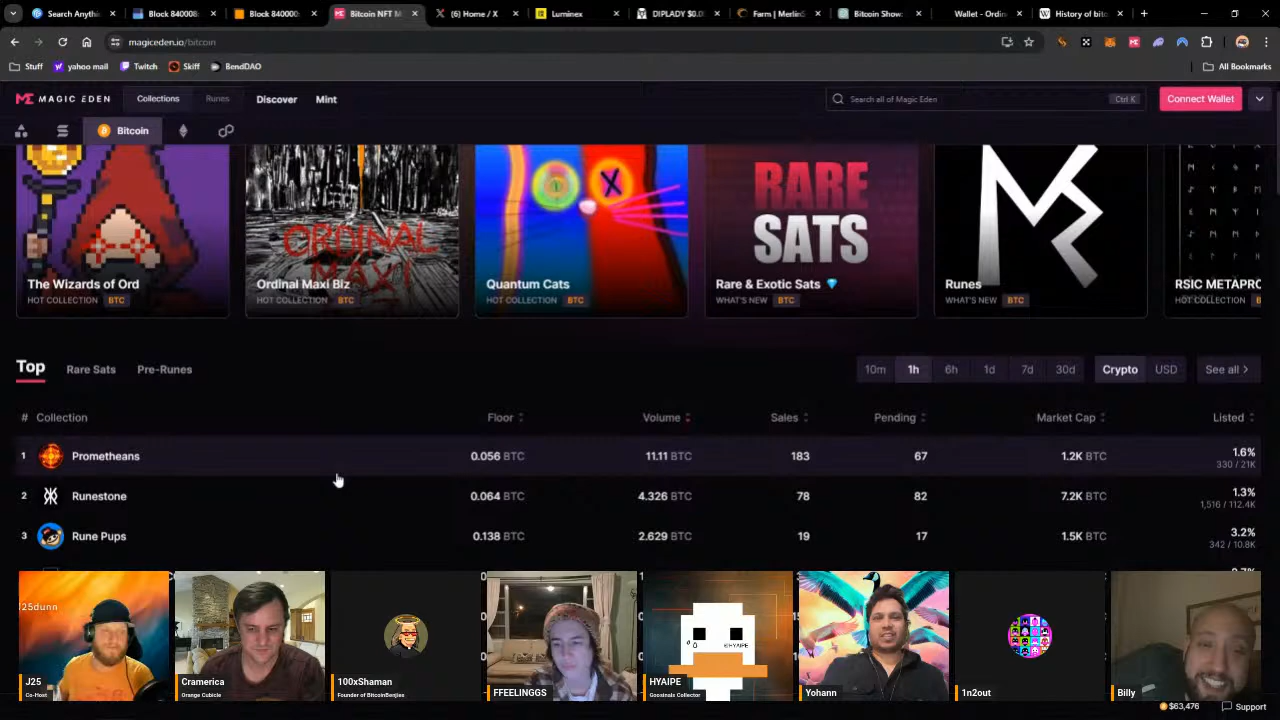 Search Anythi
Block 84000
Block 84000
Bitcoin NFT M
(6) Home / X
Luminex
DIPLADY $0.
Farm | Merlin
Bitcoin Show
Wallet - Ordin
History of bitc
magiceden.io/bitcoin
Stuff
yahoo mail
Twitch
Skiff
BendDAO
All Bookmarks
MAGIC EDEN
Collections
Runes
Discover
Mint
Search all of Magic Eden
Ctrl K
Connect Wallet
Bitcoin
ORDINAL
MAXI
RARE
SATS
The Wizards of Ord
HOT COLLECTION BTC
Ordinal Maxi Biz
HOT COLLECTION BTC
Quantum Cats
HOT COLLECTION BTC
Rare & Exotic Sats
WHAT'S NEW BTC
Runes
WHAT'S NEW BTC
RSIC METAPRO
HOT COLLECTION
Top Rare Sats Pre-Runes
10m 1h 6h 1d 7d 30d Crypto USD See all
# Collection Floor Volume Sales Pending Market Cap Listed
1 Prometheans 0.056 BTC 11.11 BTC 183 67 1.2K BTC 1.6%
330 / 21K
2 Runestone 0.064 BTC 4.326 BTC 78 82 7.2K BTC 1.3%
1,516 / 112.4K
3 Rune Pups 0.138 BTC 2.629 BTC 19 17 1.5K BTC 3.2%
342 / 10.8K
J25dunn
J25
Co-Host
Cramerica
Orange Cubicle
100xShaman
Founder of BitcoinBenjies
FFEELINGGS
@HYAIPE
HYAIPE
Goosinals Collector
Yohann
1n2out
Billy
$63,476
Support